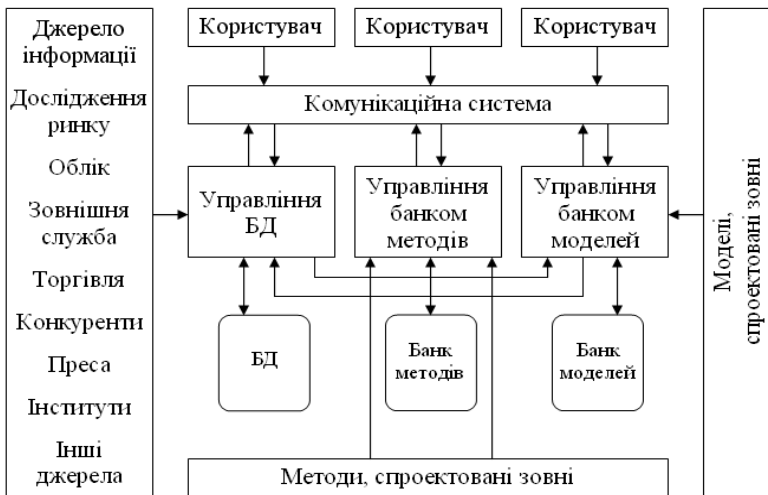 Джерело
інформації
Дослідження
ринку
Облік
Зовнішня
служба
Торгівля
Конкуренти
Преса
Інститути
Інші
джерела
Користувач
Користувач
Користувач
Комунікаційна система
Управління
БД
Управління
банком
методів
Управління
банком
моделей
БД
Банк
методів
Банк
моделей
Методи, спроектовані зовні
Моделі,
спроектовані зовні